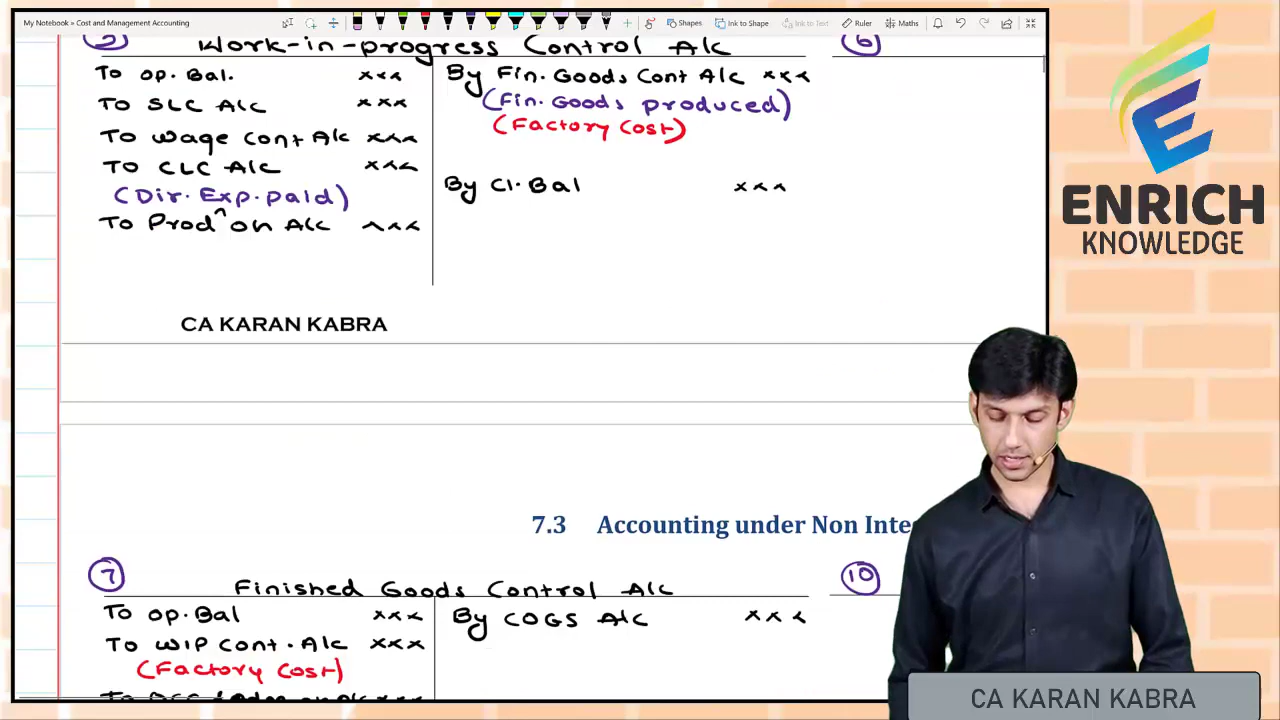 My Notebook » Cost and Management Accounting
Shapes
Ink to Shape
Ink to Text
Ruler
Maths
5
Work-in-progress Control A/c
6
To op. Bal. xxx
By Fin. Goods Cont A/c xxx
To SLC A/c xxx
(Fin. Goods produced)
(Factory Cost)
To wage cont A/c xxx
To CLC A/c xxx
By Cl. Bal xxx
(Dir. Exp. paid)
To Prodn oh A/c xxx
CA KARAN KABRA
7.3 Accounting under Non Inte
7
Finished Goods Control A/c
10
To op. Bal xxx
By COGS A/c xxx
To WIP Cont. A/c xxx
(Factory Cost)
ENRICH
KNOWLEDGE
CA KARAN KABRA